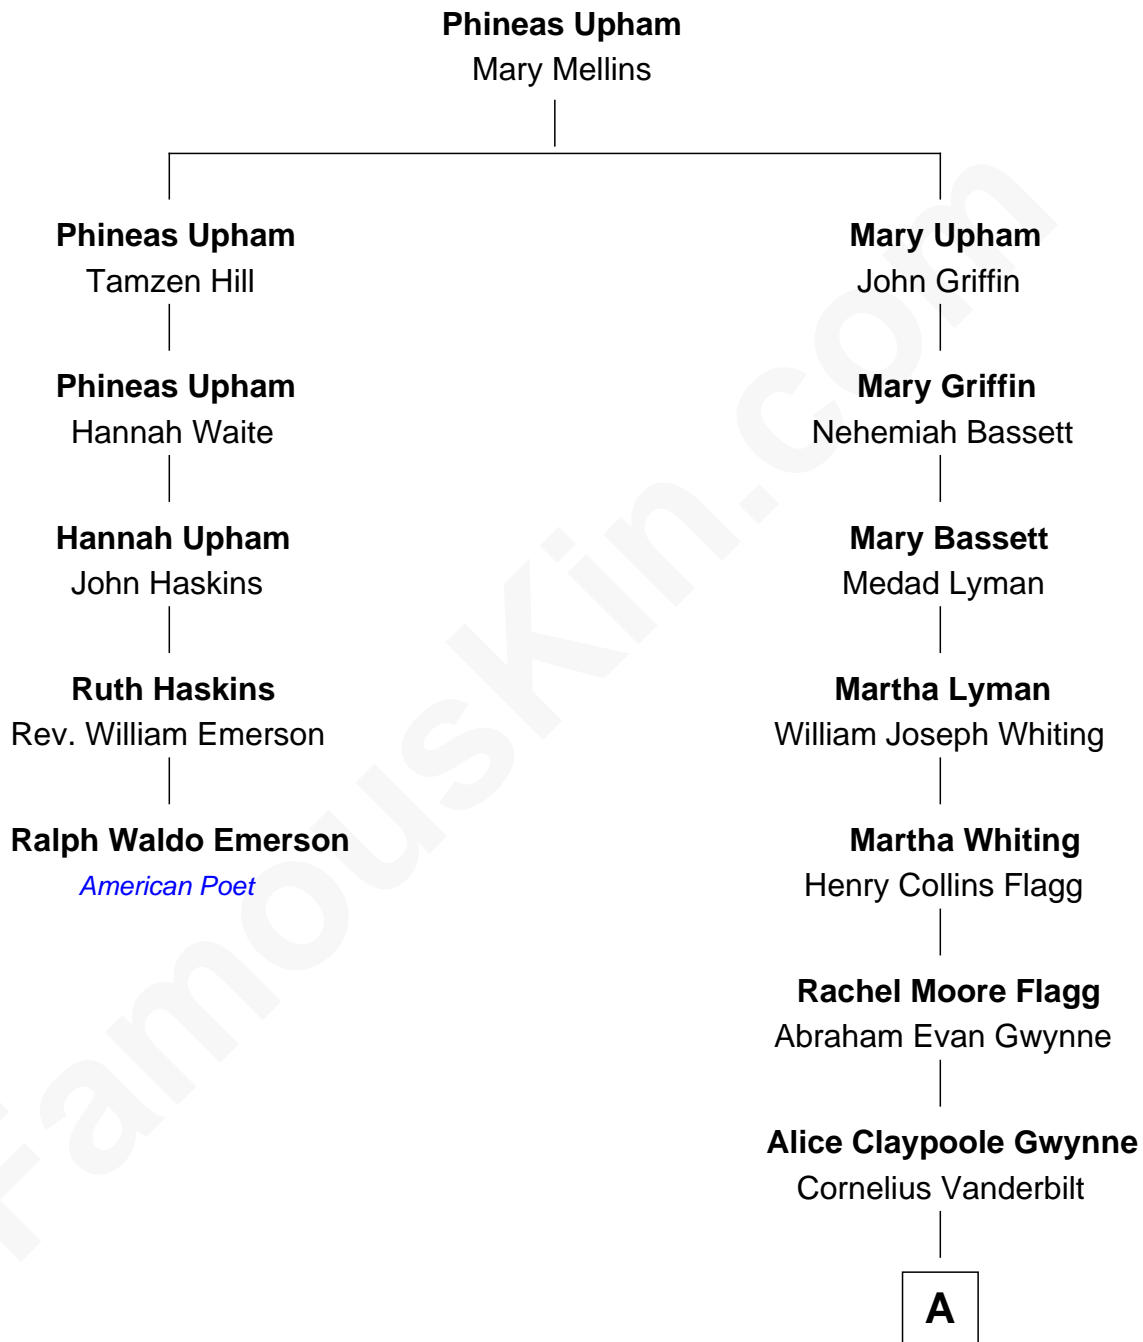 Phineas Upham
Mary Mellins
Phineas Upham
Tamzen Hill
Phineas Upham
Hannah Waite
Hannah Upham
John Haskins
Ruth Haskins
Rev. William Emerson
Ralph Waldo Emerson
American Poet
Mary Upham
John Griffin
Mary Griffin
Nehemiah Bassett
Mary Bassett
Medad Lyman
Martha Lyman
William Joseph Whiting
Martha Whiting
Henry Collins Flagg
Rachel Moore Flagg
Abraham Evan Gwynne
Alice Claypoole Gwynne
Cornelius Vanderbilt
A
FamousKin.com